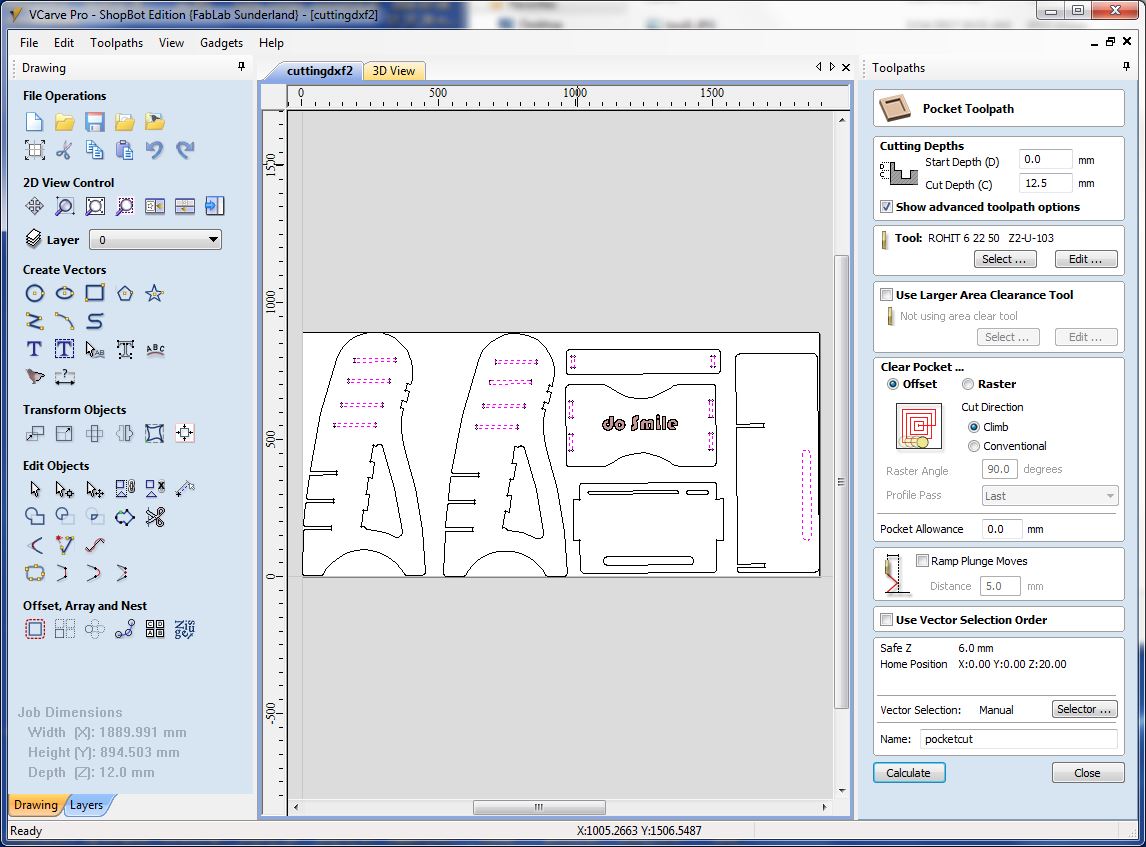 VCarve Pro - ShopBot Edition {FabLab Sunderland} - [cuttingdxf2]
File Edit Toolpaths View Gadgets Help
Drawing
File Operations
2D View Control
Layer 0
Create Vectors
Transform Objects
Edit Objects
Offset, Array and Nest
Job Dimensions
Width (X): 1889.991 mm
Height (Y): 894.503 mm
Depth (Z): 12.0 mm
Drawing Layers
cuttingdxf2 3D View
0 500 1000 1500
1500
1000
500
0
-500
do Smile
Toolpaths
Pocket Toolpath
Cutting Depths
Start Depth (D) 0.0 mm
Cut Depth (C) 12.5 mm
Show advanced toolpath options
Tool: ROHIT 6 22 50 Z2-U-103
Select ... Edit ...
Use Larger Area Clearance Tool
Not using area clear tool
Select ... Edit ...
Clear Pocket ...
Offset Raster
Cut Direction
Climb
Conventional
Raster Angle 90.0 degrees
Profile Pass Last
Pocket Allowance 0.0 mm
Ramp Plunge Moves
Distance 5.0 mm
Use Vector Selection Order
Safe Z 6.0 mm
Home Position X:0.00 Y:0.00 Z:20.00
Vector Selection: Manual Selector ...
Name: pocketcut
Calculate Close
Ready X:1005.2663 Y:1506.5487